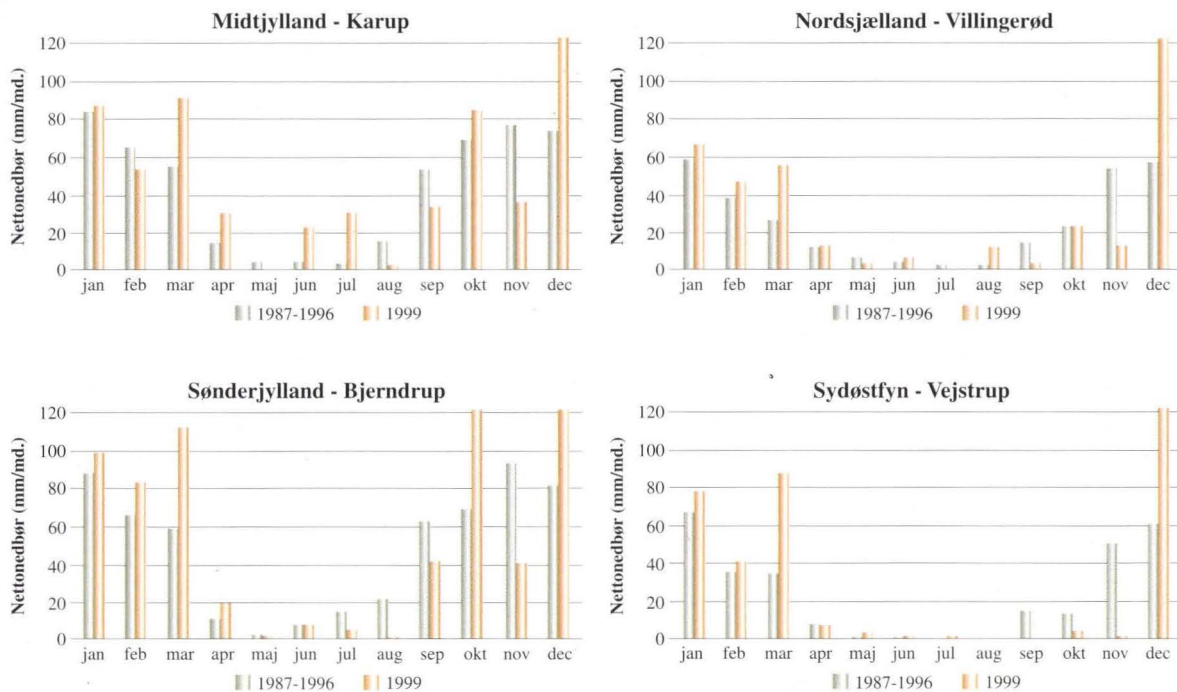 Midtjylland - Karup
Nettonedbør (mm/md.)
120
100
80
60
40
20
0
jan feb mar apr maj jun jul aug sep okt nov dec
1987-1996 1999
Nordsjælland - Villingerød
Nettonedbør (mm/md.)
120
100
80
60
40
20
0
jan feb mar apr maj jun jul aug sep okt nov dec
1987-1996 1999
Sønderjylland - Bjerndrup
Nettonedbør (mm/md.)
120
100
80
60
40
20
0
jan feb mar apr maj jun jul aug sep okt nov dec
1987-1996 1999
Sydøstfyn - Vejstrup
Nettonedbør (mm/md.)
120
100
80
60
40
20
0
jan feb mar apr maj jun jul aug sep okt nov dec
1987-1996 1999